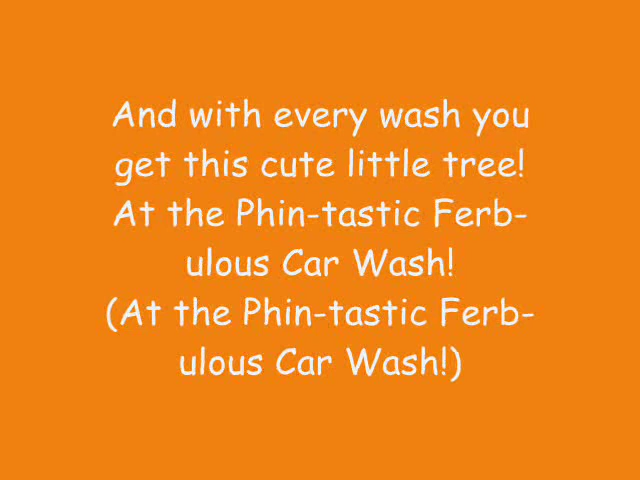 And with every wash you
get this cute little tree!
At the Phin-tastic Ferb-
ulous Car Wash!
(At the Phin-tastic Ferb-
ulous Car Wash!)